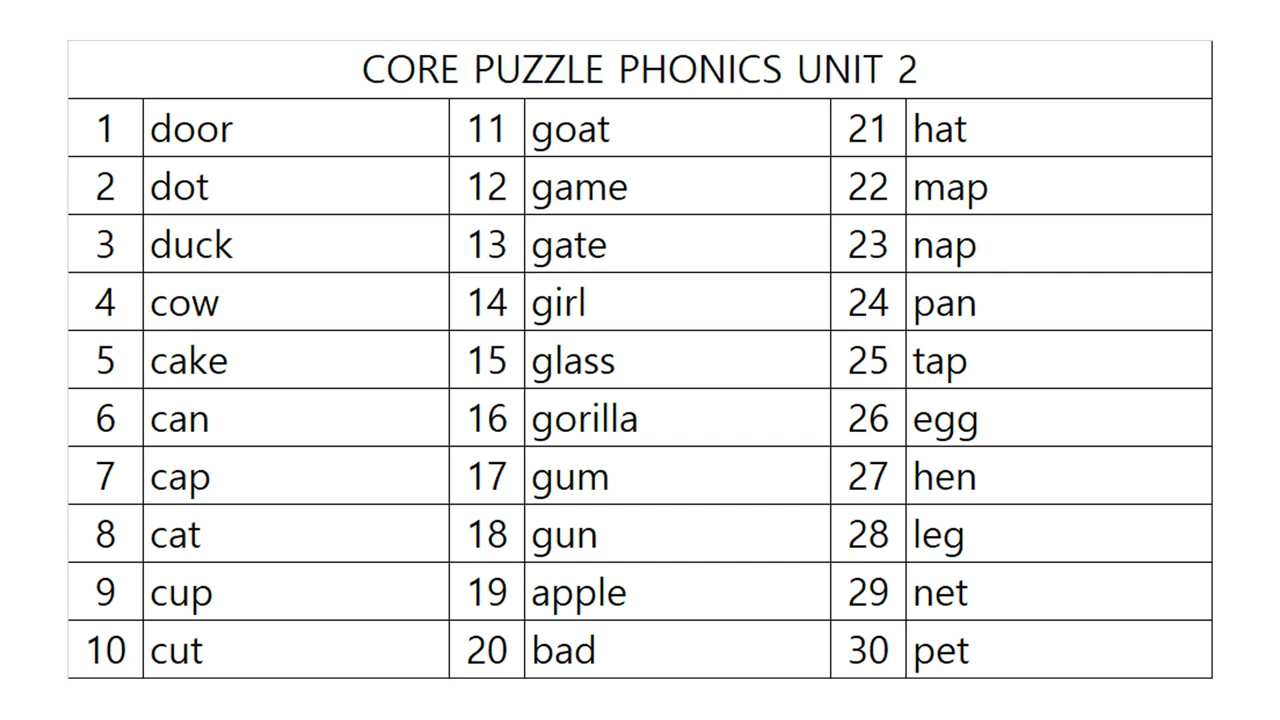 CORE PUZZLE PHONICS UNIT 2
1 door 11 goat 21 hat
2 dot 12 game 22 map
3 duck 13 gate 23 nap
4 cow 14 girl 24 pan
5 cake 15 glass 25 tap
6 can 16 gorilla 26 egg
7 cap 17 gum 27 hen
8 cat 18 gun 28 leg
9 cup 19 apple 29 net
10 cut 20 bad 30 pet